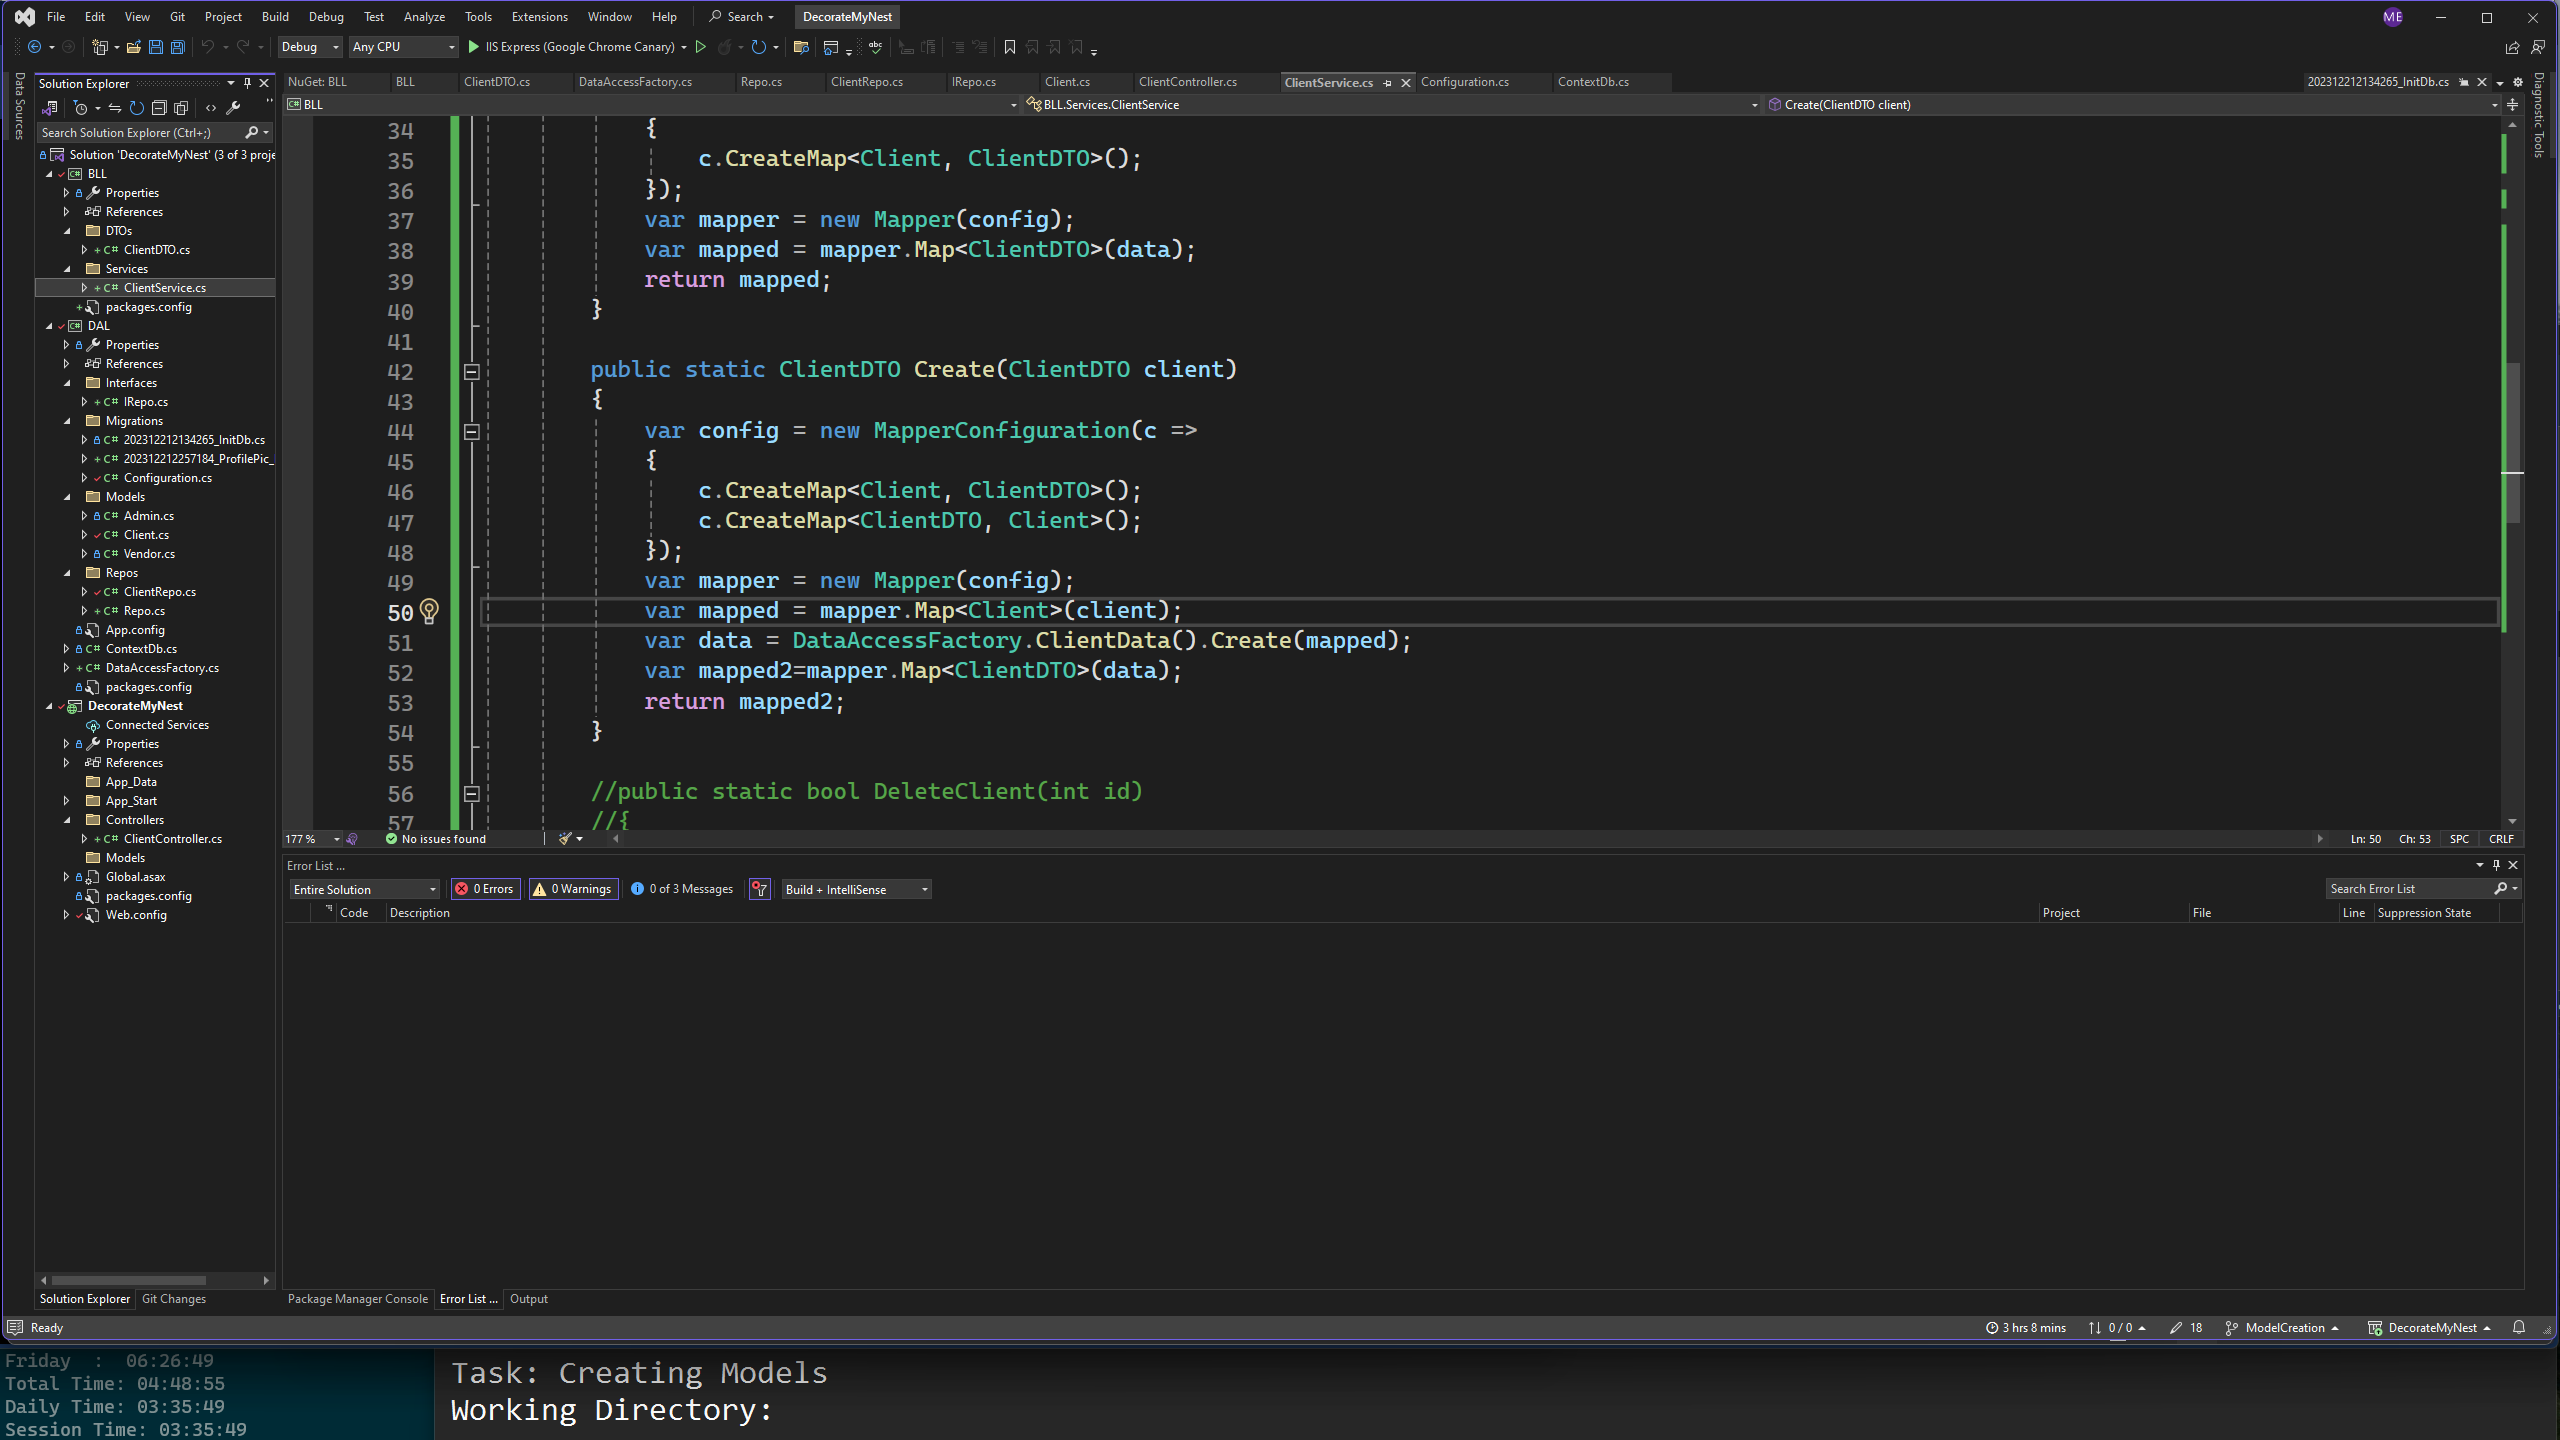 File Edit View Git Project Build Debug Test Analyze Tools Extensions Window Help Search DecorateMyNest ME
Debug Any CPU IIS Express (Google Chrome Canary)
Data Sources
Solution Explorer
Search Solution Explorer (Ctrl+;)
Solution 'DecorateMyNest' (3 of 3 proje
BLL
Properties
References
DTOs
C# ClientDTO.cs
Services
C# ClientService.cs
packages.config
DAL
Properties
References
Interfaces
C# IRepo.cs
Migrations
C# 202312212134265_InitDb.cs
C# 202312212257184_ProfilePic_
C# Configuration.cs
Models
C# Admin.cs
C# Client.cs
C# Vendor.cs
Repos
C# ClientRepo.cs
C# Repo.cs
App.config
C# ContextDb.cs
C# DataAccessFactory.cs
packages.config
DecorateMyNest
Connected Services
Properties
References
App_Data
App_Start
Controllers
C# ClientController.cs
Models
Global.asax
packages.config
Web.config
Solution Explorer Git Changes
NuGet: BLL BLL ClientDTO.cs DataAccessFactory.cs Repo.cs ClientRepo.cs IRepo.cs Client.cs ClientController.cs ClientService.cs Configuration.cs ContextDb.cs 202312212134265_InitDb.cs
BLL BLL.Services.ClientService Create(ClientDTO client)
34 {
35 c.CreateMap<Client, ClientDTO>();
36 });
37 var mapper = new Mapper(config);
38 var mapped = mapper.Map<ClientDTO>(data);
39 return mapped;
40 }
41
42 public static ClientDTO Create(ClientDTO client)
43 {
44 var config = new MapperConfiguration(c =>
45 {
46 c.CreateMap<Client, ClientDTO>();
47 c.CreateMap<ClientDTO, Client>();
48 });
49 var mapper = new Mapper(config);
50 var mapped = mapper.Map<Client>(client);
51 var data = DataAccessFactory.ClientData().Create(mapped);
52 var mapped2=mapper.Map<ClientDTO>(data);
53 return mapped2;
54 }
55
56 //public static bool DeleteClient(int id)
57 //{
177 % No issues found Ln: 50 Ch: 53 SPC CRLF
Diagnostic Tools
Error List ...
Entire Solution 0 Errors 0 Warnings 0 of 3 Messages Build + IntelliSense Search Error List
Code Description Project File Line Suppression State
Package Manager Console Error List ... Output
Ready 3 hrs 8 mins 0 / 0 18 ModelCreation DecorateMyNest
Friday : 06:26:49
Total Time: 04:48:55
Daily Time: 03:35:49
Session Time: 03:35:49
Task: Creating Models
Working Directory: